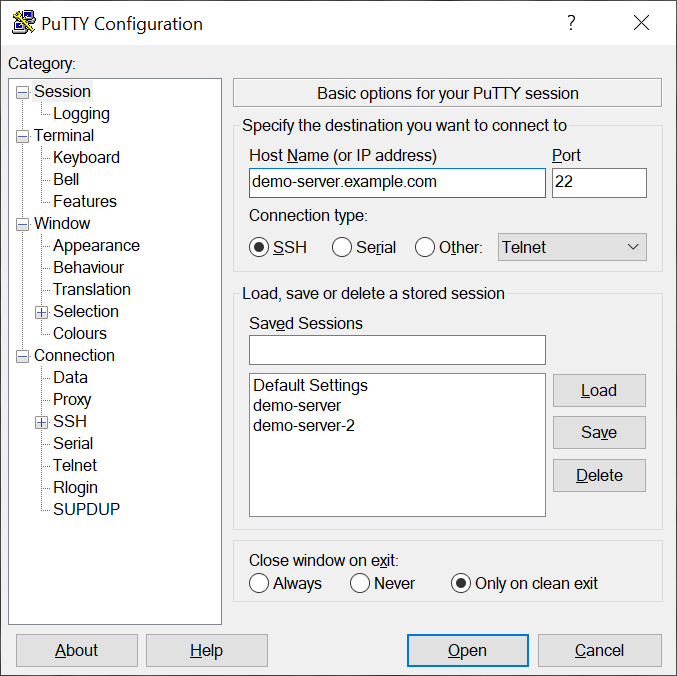 PuTTY Configuration
?
Category:
Session
Logging
Terminal
Keyboard
Bell
Features
Window
Appearance
Behaviour
Translation
Selection
Colours
Connection
Data
Proxy
SSH
Serial
Telnet
Rlogin
SUPDUP
Basic options for your PuTTY session
Specify the destination you want to connect to
Host Name (or IP address) Port
demo-server.example.com 22
Connection type:
SSH Serial Other: Telnet
Load, save or delete a stored session
Saved Sessions
Default Settings
demo-server
demo-server-2
Load
Save
Delete
Close window on exit:
Always Never Only on clean exit
About Help Open Cancel